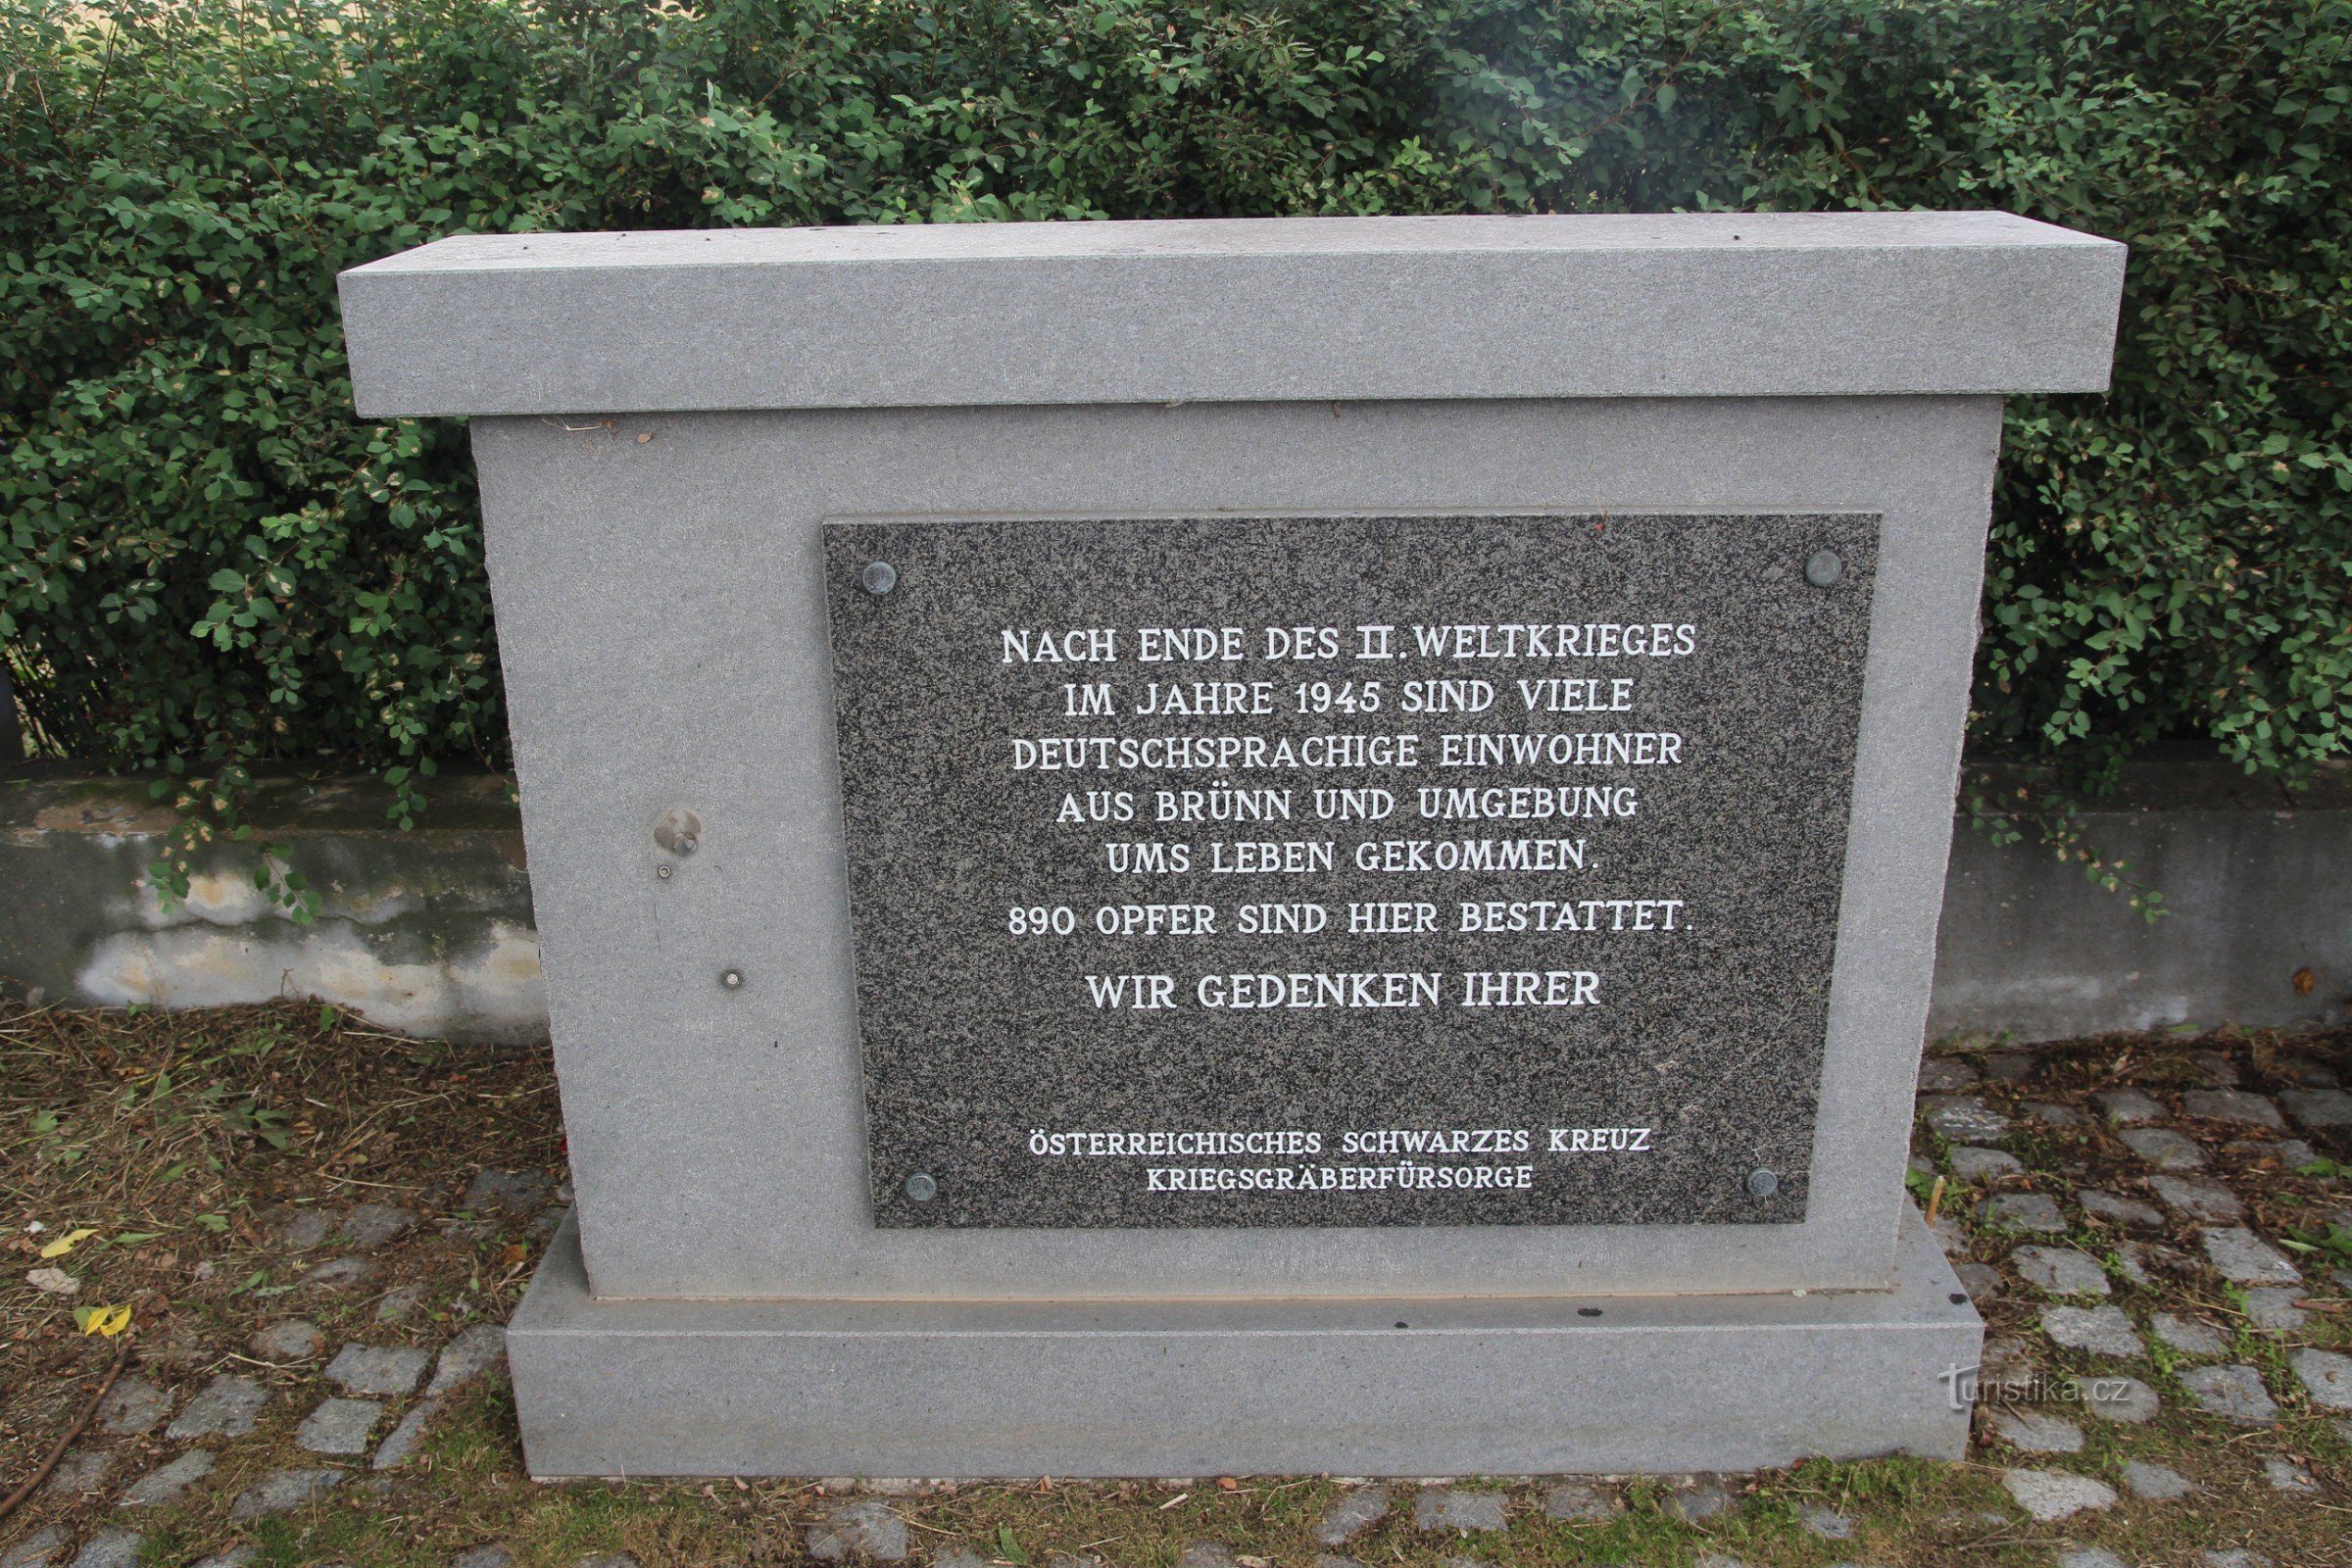 NACH ENDE DES II. WELTKRIEGES
IM JAHRE 1945 SIND VIELE
DEUTSCHSPRACHIGE EINWOHNER
AUS BRÜNN UND UMGEBUNG
UMS LEBEN GEKOMMEN.
890 OPFER SIND HIER BESTATTET.
WIR GEDENKEN IHRER
ÖSTERREICHISCHES SCHWARZES KREUZ
KRIEGSGRÄBERFÜRSORGE
Turistika.cz